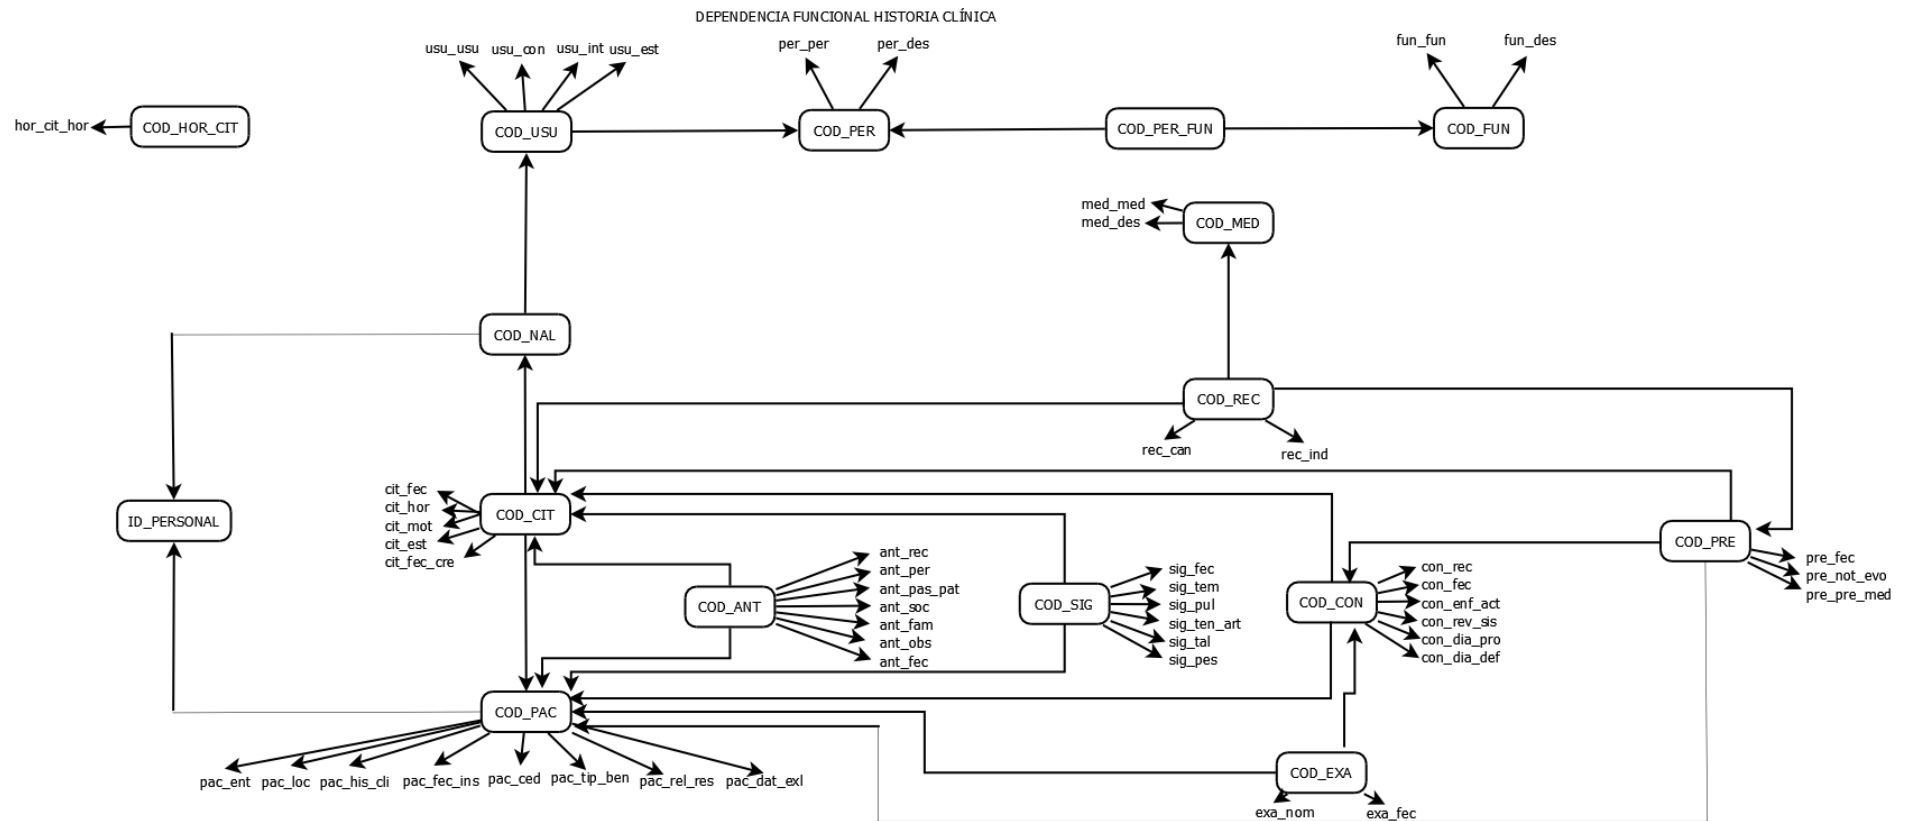 DEPENDENCIA FUNCIONAL HISTORIA CLÍNICA
usu_usu usu_con usu_int usu_est
per_per per_des
fun_fun fun_des
hor_cit_hor COD_HOR_CIT
COD_USU
COD_PER
COD_PER_FUN
COD_FUN
med_med
med_des
COD_MED
COD_NAL
COD_REC
rec_can rec_ind
ID_PERSONAL
cit_fec
cit_hor
cit_mot
cit_est
cit_fec_cre
COD_CIT
COD_PRE
pre_fec
pre_not_evo
pre_pre_med
COD_ANT
ant_rec
ant_per
ant_pas_pat
ant_soc
ant_fam
ant_obs
ant_fec
COD_SIG
sig_fec
sig_tem
sig_pul
sig_ten_art
sig_tal
sig_pes
COD_CON
con_rec
con_fec
con_enf_act
con_rev_sis
con_dia_pro
con_dia_def
COD_PAC
pac_ent pac_loc pac_his_cli pac_fec_ins pac_ced pac_tip_ben pac_rel_res pac_dat_exl
COD_EXA
exa_nom exa_fec